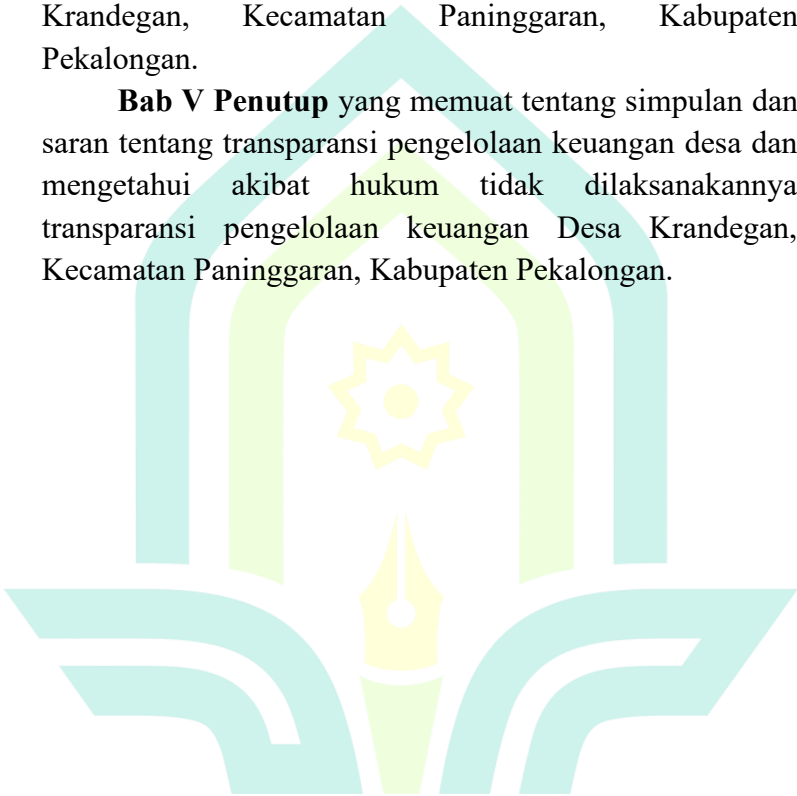 Krandegan, Kecamatan Paninggaran, Kabupaten
Pekalongan.
Bab V Penutup yang memuat tentang simpulan dan
saran tentang transparansi pengelolaan keuangan desa dan
mengetahui akibat hukum tidak dilaksanakannya
transparansi pengelolaan keuangan Desa Krandegan,
Kecamatan Paninggaran, Kabupaten Pekalongan.